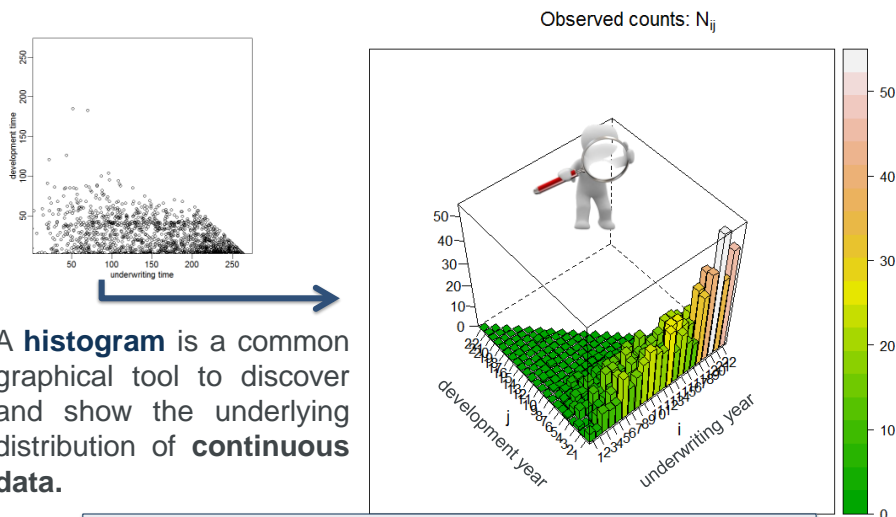 Observed counts: Nij
250
200
150
100
50
development time
50
100
150
200
250
underwriting time
50
40
30
20
10
0
development year
j
i
underwriting year
50
40
30
20
10
0
A histogram is a common
graphical tool to discover
and show the underlying
distribution of continuous
data.